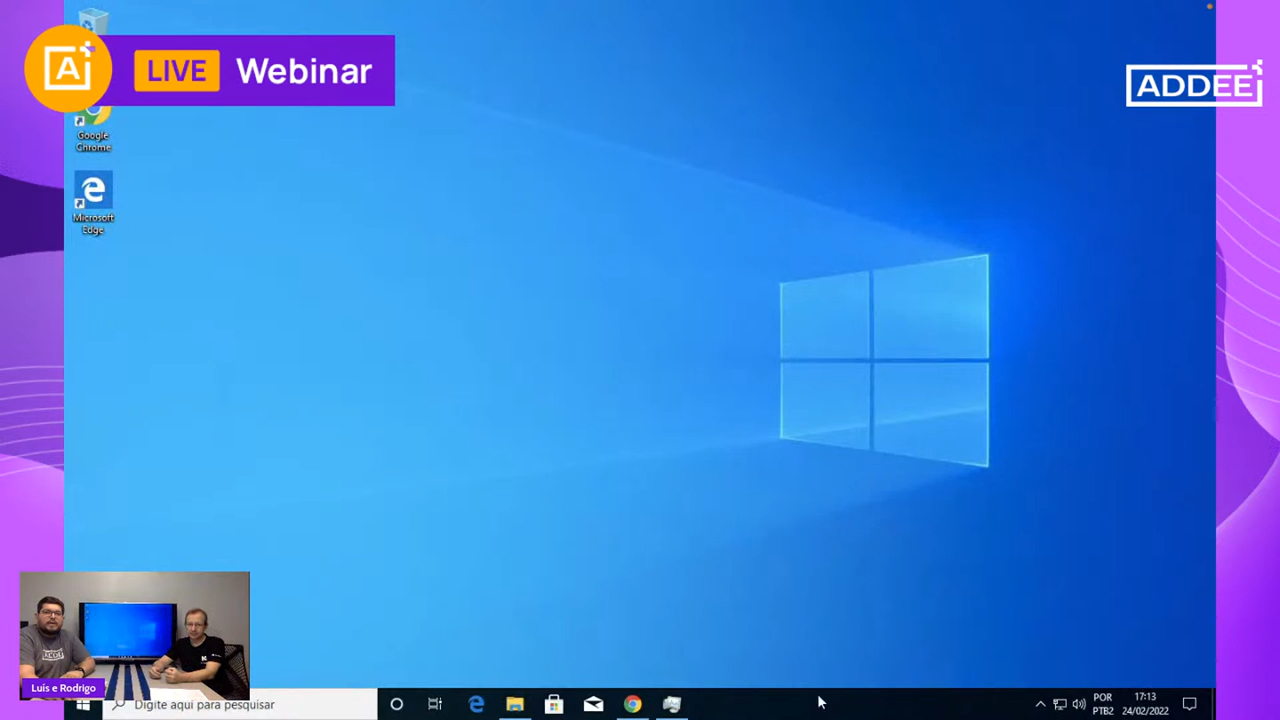 A
LIVE Webinar
ADDEE
Google
Chrome
Microsoft
Edge
Luís e Rodrigo
Digite aqui para pesquisar
POR
PTB2
17:13
24/02/2022